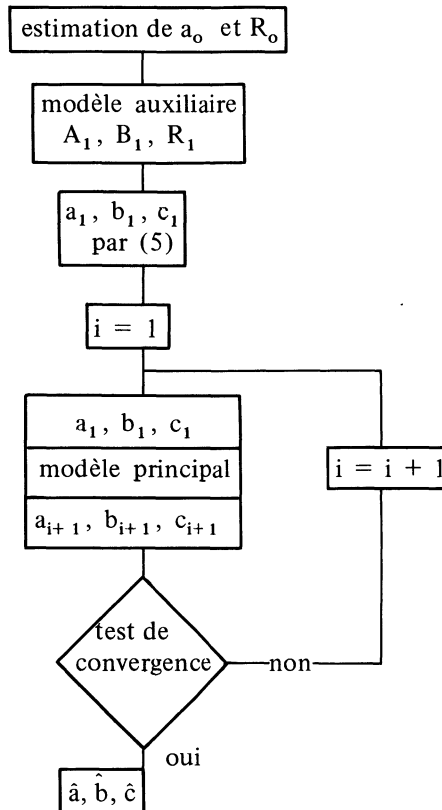 estimation de a₀ et R₀
modèle auxiliaire
A₁, B₁, R₁
a₁, b₁, c₁
par (5)
i = 1
a₁, b₁, c₁
modèle principal
i = i + 1
aᵢ₊₁, bᵢ₊₁, cᵢ₊₁
test de
convergence
non
oui
â, b̂, ĉ